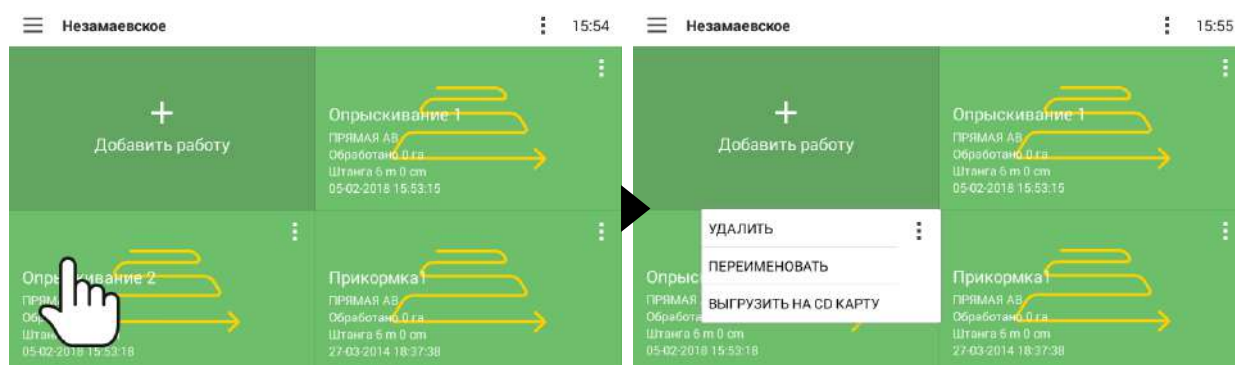 Незамаевское
15:54
+
Добавить работу
Опрыскивание 1
ПРЯМАЯ АВ
Обработано 0 га
Штанга 6 m 0 cm
05-02-2018 15:53:15
Опрыскивание 2
05-02-2018 15:53:18
Прикормка1
ПРЯМАЯ АВ
Обработано 0 га
Штанга 6 m 0 cm
27-03-2014 18:37:38
Незамаевское
15:55
+
Добавить работу
Опрыскивание 1
ПРЯМАЯ АВ
Обработано 0 га
Штанга 6 m 0 cm
05-02-2018 15:53:15
УДАЛИТЬ
ПЕРЕИМЕНОВАТЬ
ВЫГРУЗИТЬ НА CD КАРТУ
Опрыс
ПРЯМАЯ
Обработа
Штанга 6 m 0 cm
05-02-2018 15:53:18
Прикормка1
ПРЯМАЯ АВ
Обработано 0 га
Штанга 6 m 0 cm
27-03-2014 18:37:38